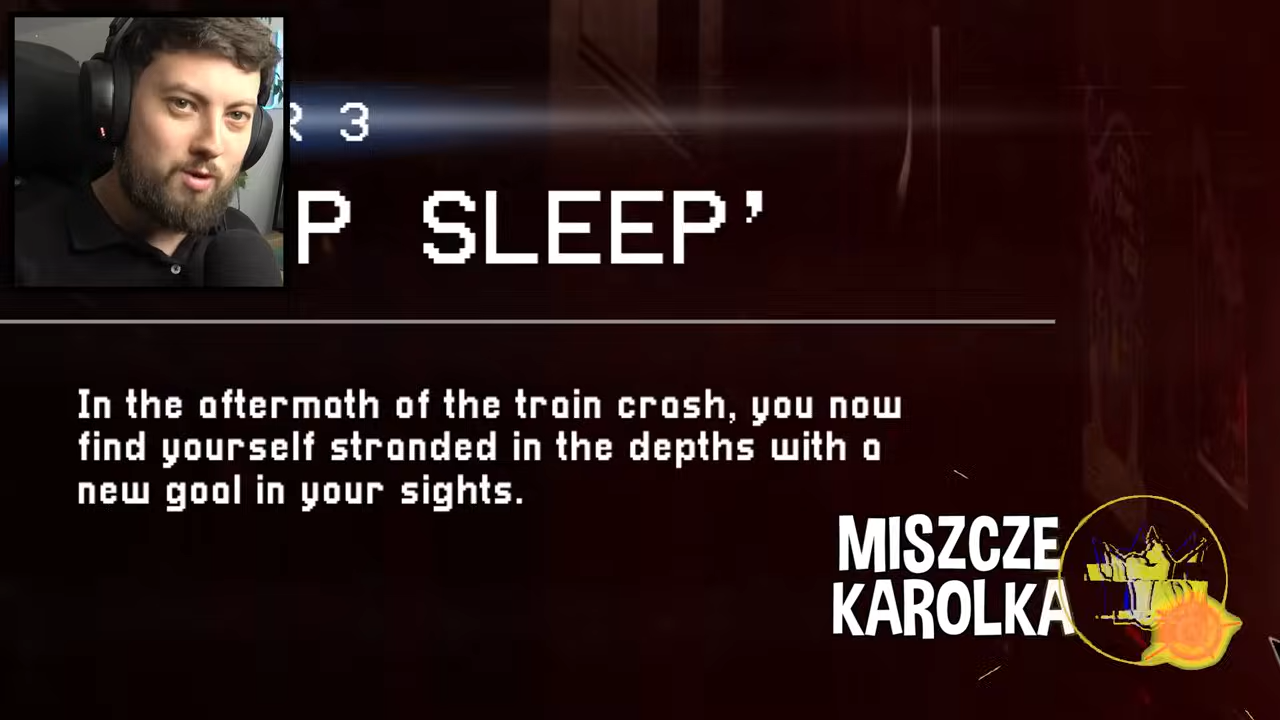 R 3
P SLEEP'
In the aftermath of the train crash, you now
find yourself stranded in the depths with a
new goal in your sights.
MISZCZE
KAROLKA